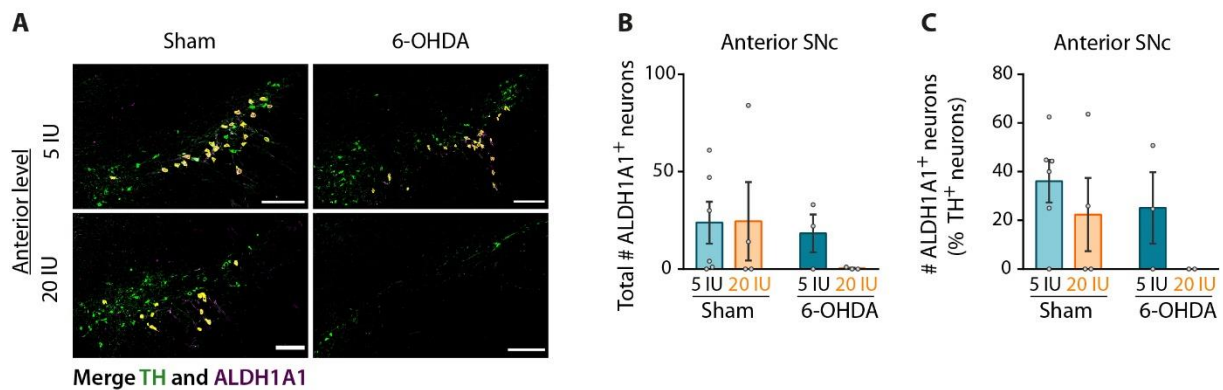 A
Sham
6-OHDA
Anterior level
5 IU
20 IU
Merge TH and ALDH1A1
B
Anterior SNc
Total # ALDH1A1+ neurons
100
50
0
5 IU
20 IU
5 IU
20 IU
Sham
6-OHDA
C
Anterior SNc
# ALDH1A1+ neurons
(% TH+ neurons)
80
60
40
20
0
5 IU
20 IU
5 IU
20 IU
Sham
6-OHDA